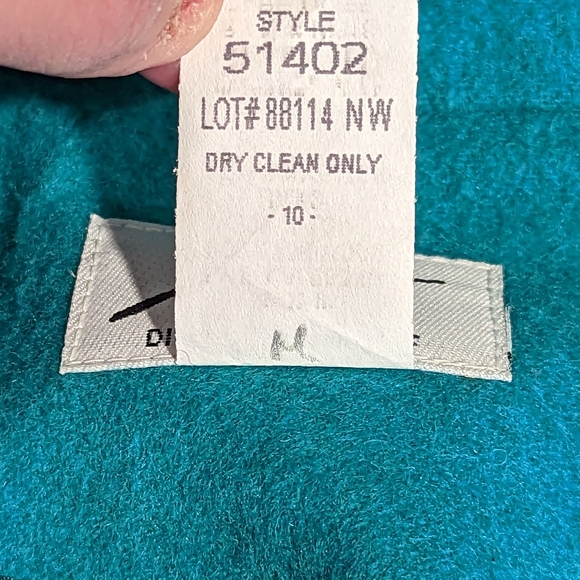 STYLE
51402
LOT# 88114 NW
DRY CLEAN ONLY
- 10 -
M